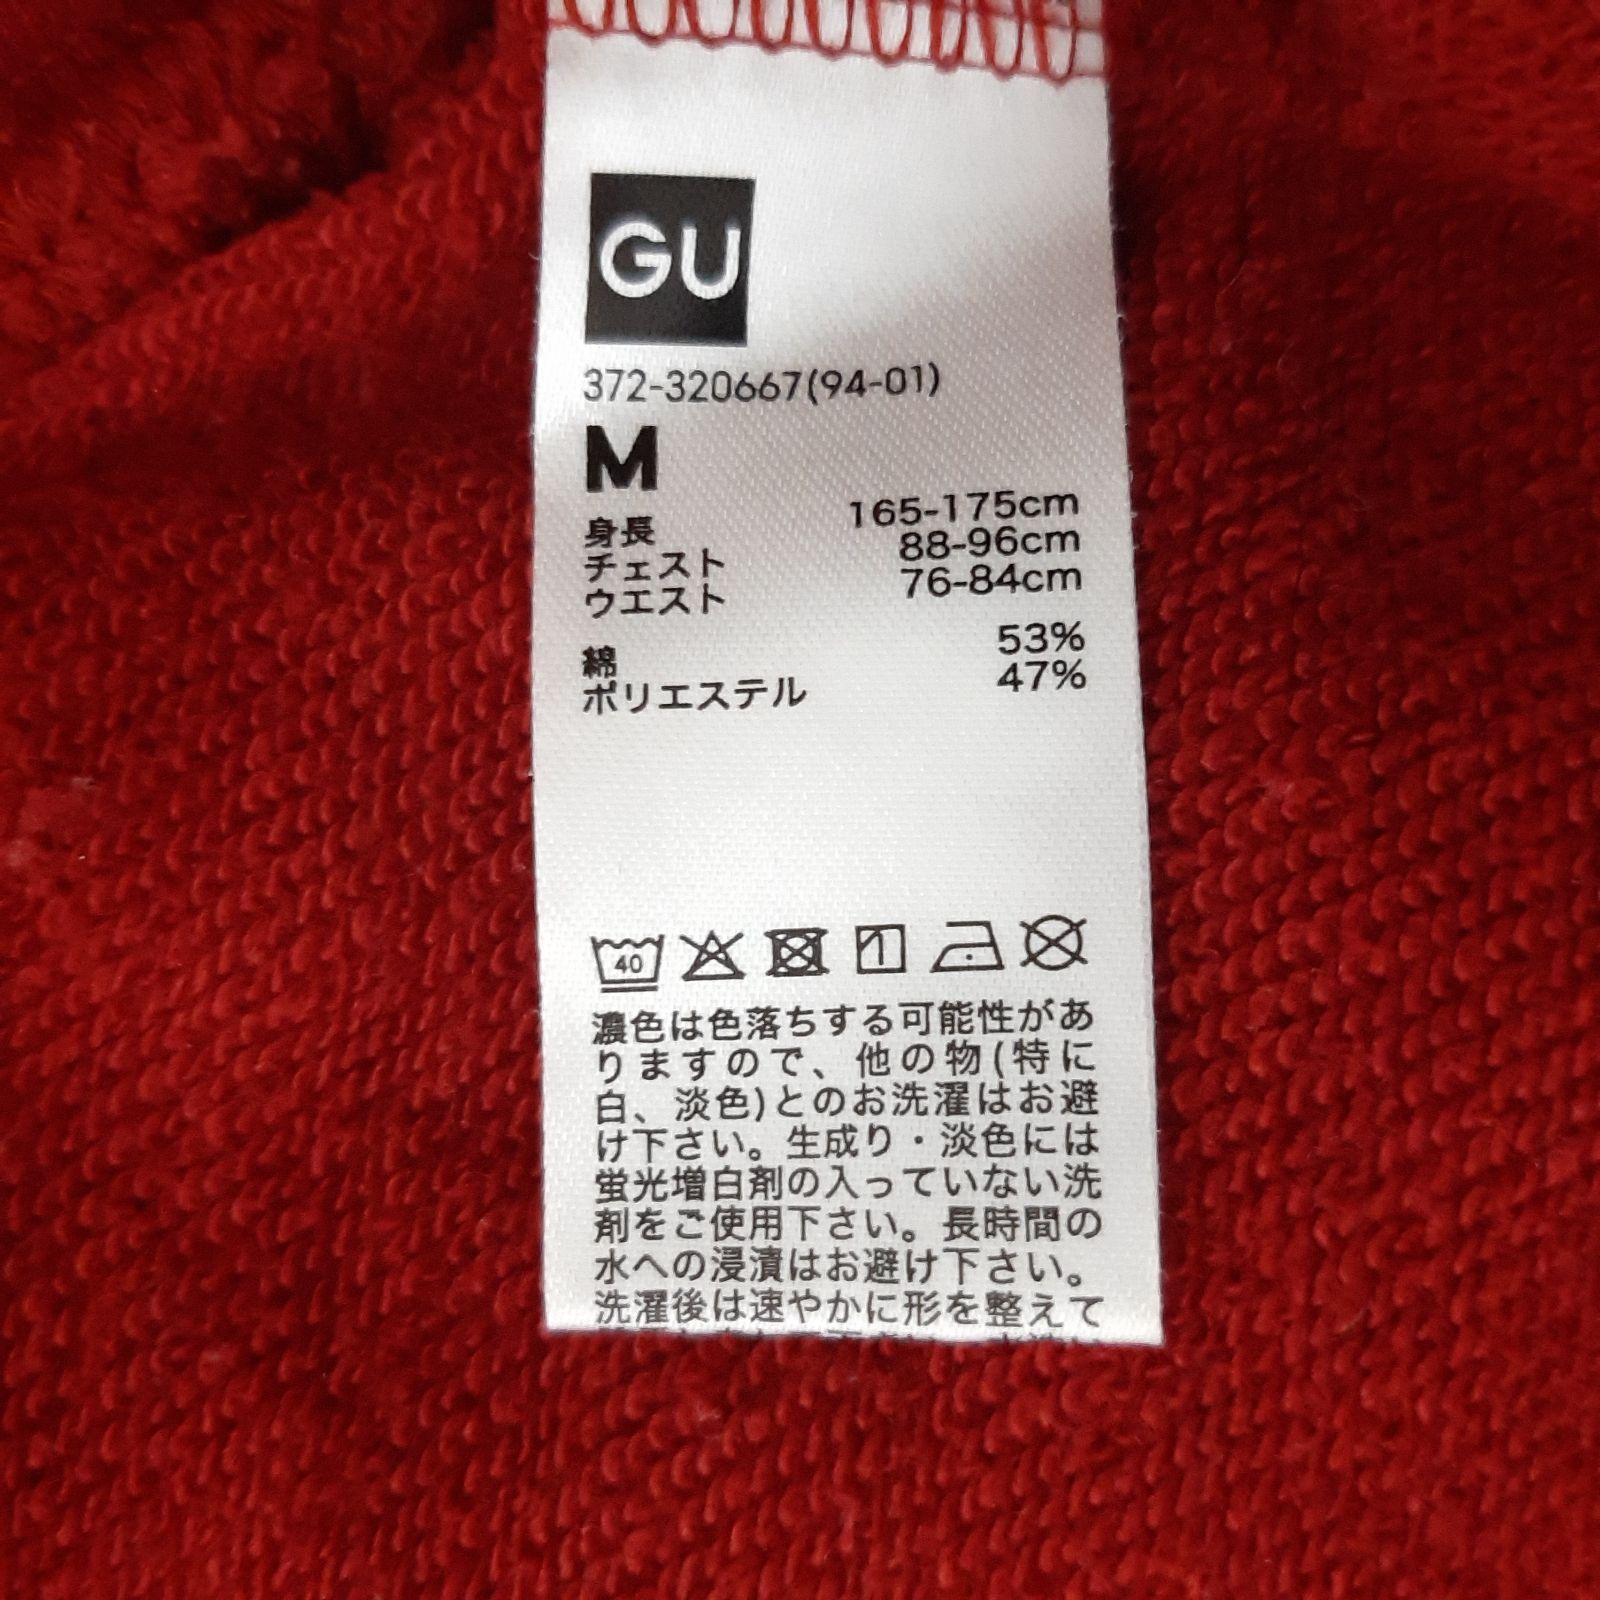 GU
372-320667(94-01)
M
身長 165-175cm
チェスト 88-96cm
ウエスト 76-84cm
綿 53%
ポリエステル 47%
40
濃色は色落ちする可能性があ
りますので、他の物(特に
白、淡色)とのお洗濯はお避
け下さい。生成り・淡色には
蛍光増白剤の入っていない洗
剤をご使用下さい。長時間の
水への浸漬はお避け下さい。
洗濯後は速やかに形を整えて